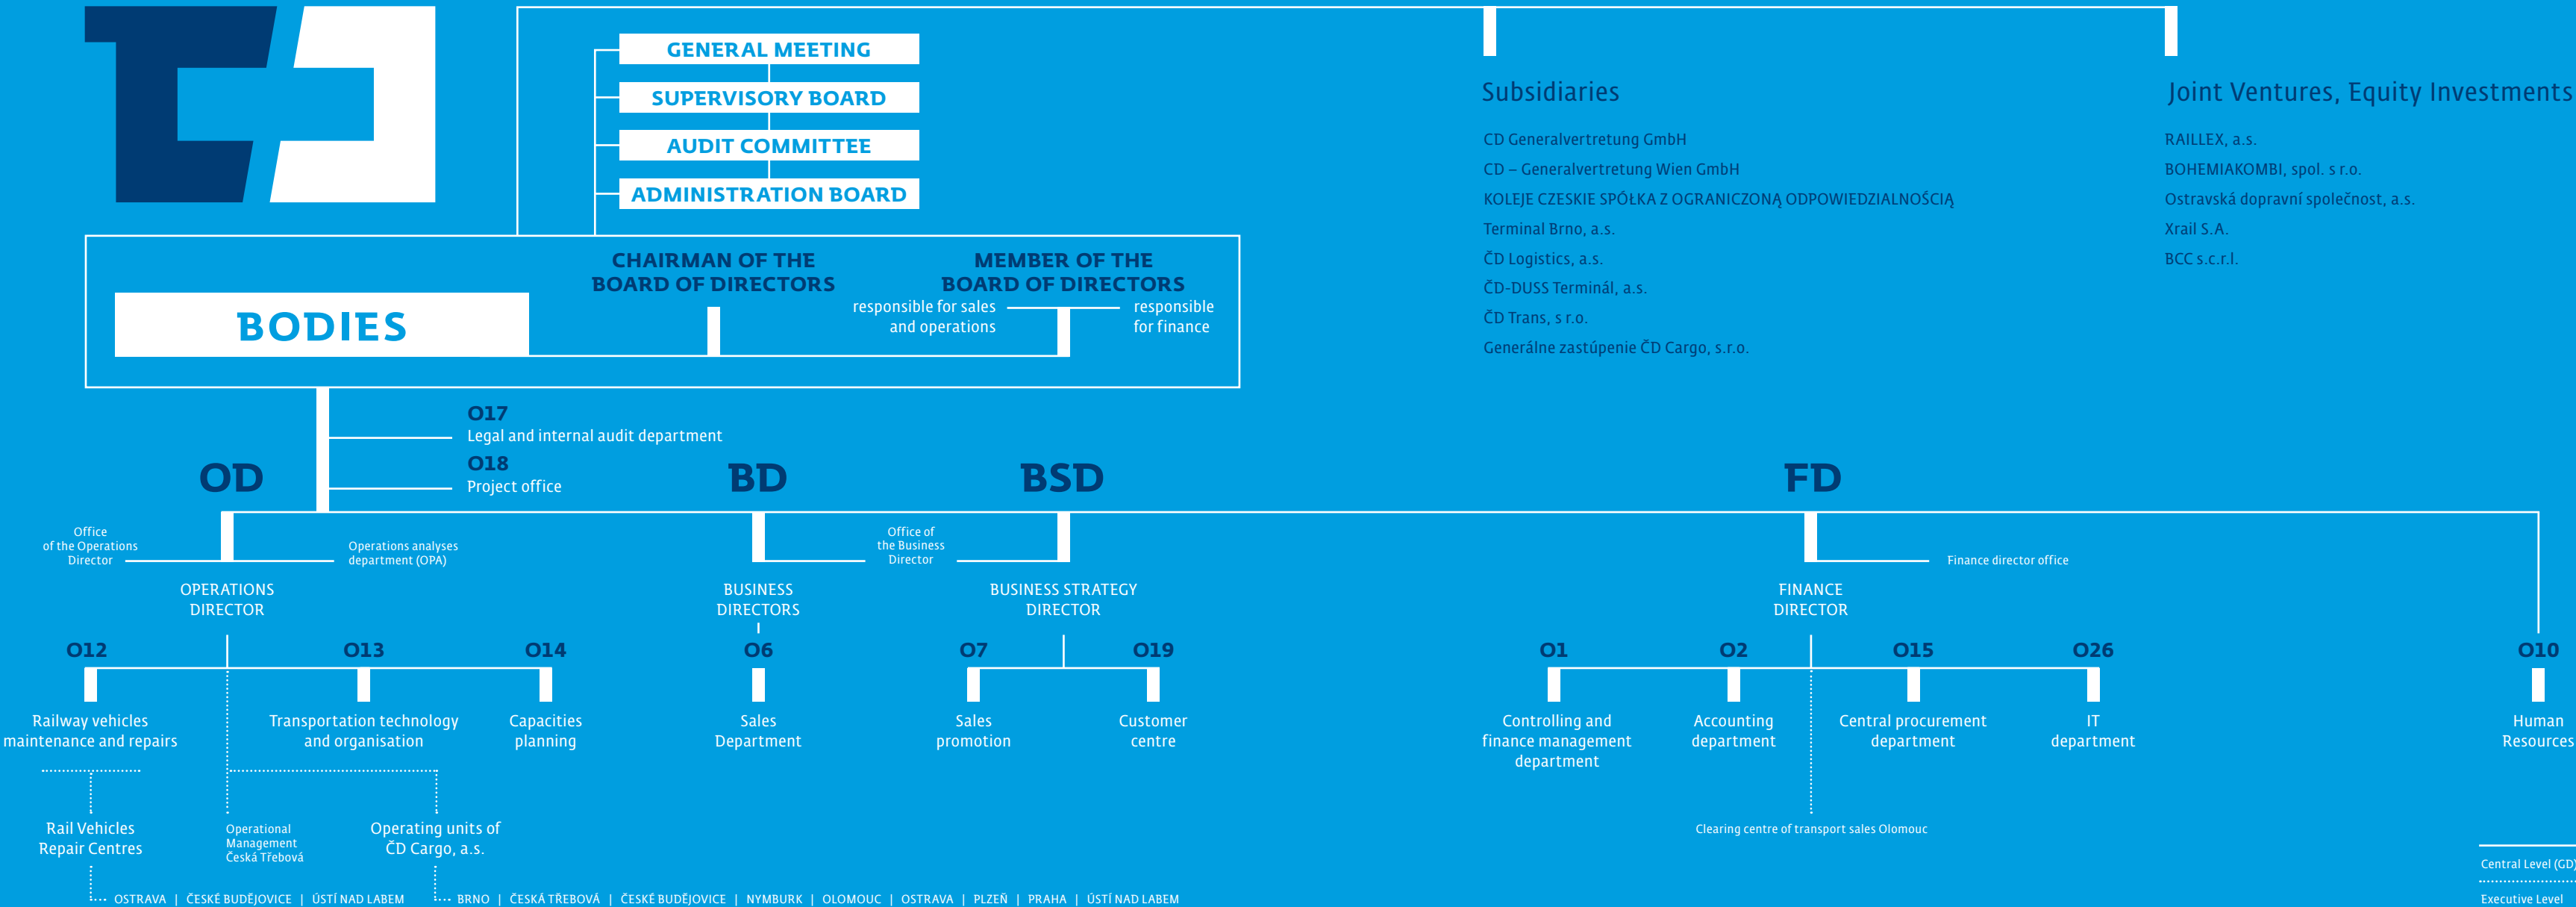 GENERAL MEETING
SUPERVISORY BOARD
AUDIT COMMITTEE
ADMINISTRATION BOARD
Subsidiaries
CD Generalvertretung GmbH
CD – Generalvertretung Wien GmbH
KOLEJE CZESKIE SPÓŁKA Z OGRANICZONĄ ODPOWIEDZIALNOŚCIĄ
Terminal Brno, a.s.
ČD Logistics, a.s.
ČD-DUSS Terminál, a.s.
ČD Trans, s r.o.
Generálne zastúpenie ČD Cargo, s.r.o.
Joint Ventures, Equity Investments
RAILLEX, a.s.
BOHEMIAKOMBI, spol. s r.o.
Ostravská dopravní společnost, a.s.
Xrail S.A.
BCC s.c.r.l.
BODIES
CHAIRMAN OF THE
BOARD OF DIRECTORS
MEMBER OF THE
BOARD OF DIRECTORS
responsible for sales
and operations
responsible
for finance
O17
Legal and internal audit department
O18
Project office
OD
BD
BSD
FD
Office
of the Operations
Director
Operations analyses
department (OPA)
Office of
the Business
Director
Finance director office
OPERATIONS
DIRECTOR
BUSINESS
DIRECTORS
BUSINESS STRATEGY
DIRECTOR
FINANCE
DIRECTOR
O12
O13
O14
O6
O7
O19
O1
O2
O15
O26
O10
Railway vehicles
maintenance and repairs
Transportation technology
and organisation
Capacities
planning
Sales
Department
Sales
promotion
Customer
centre
Controlling and
finance management
department
Accounting
department
Central procurement
department
IT
department
Human
Resources
Rail Vehicles
Repair Centres
Operational
Management
Česká Třebová
Operating units of
ČD Cargo, a.s.
Clearing centre of transport sales Olomouc
OSTRAVA | ČESKÉ BUDĚJOVICE | ÚSTÍ NAD LABEM
BRNO | ČESKÁ TŘEBOVÁ | ČESKÉ BUDĚJOVICE | NYMBURK | OLOMOUC | OSTRAVA | PLZEŇ | PRAHA | ÚSTÍ NAD LABEM
Central Level (GD)
Executive Level